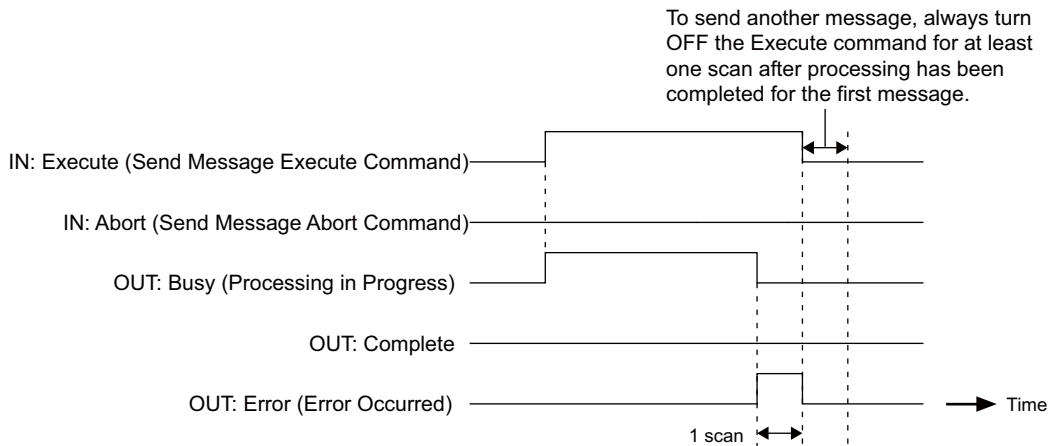 To send another message, always turn
OFF the Execute command for at least
one scan after processing has been
completed for the first message.
IN: Execute (Send Message Execute Command)
IN: Abort (Send Message Abort Command)
OUT: Busy (Processing in Progress)
OUT: Complete
OUT: Error (Error Occurred)
Time
1 scan